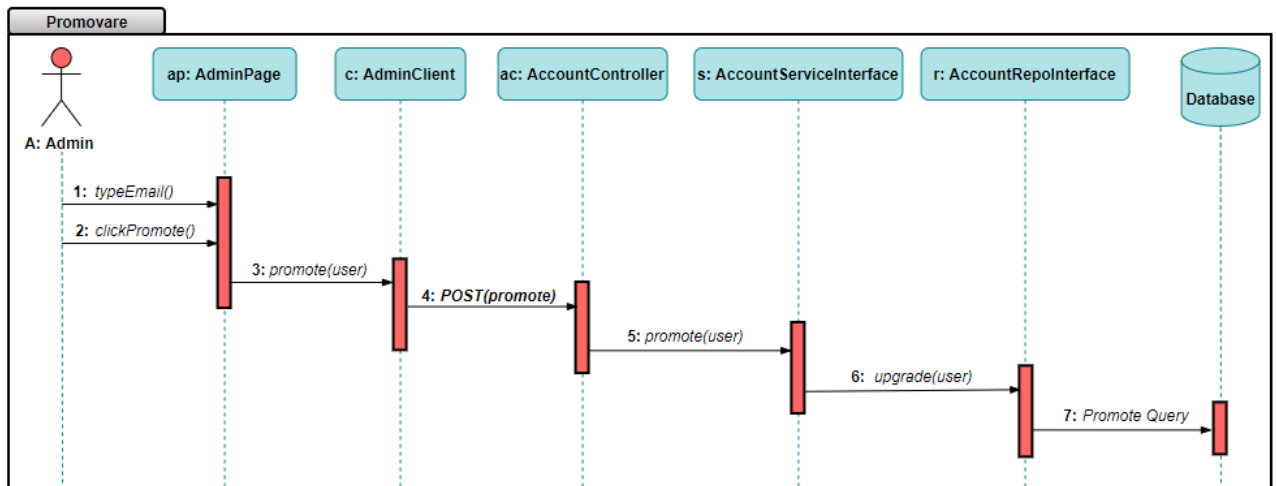 Promovare
ap: AdminPage
c: AdminClient
ac: AccountController
s: AccountServiceInterface
r: AccountRepoInterface
Database
A: Admin
1: typeEmail()
2: clickPromote()
3: promote(user)
4: POST(promote)
5: promote(user)
6: upgrade(user)
7: Promote Query